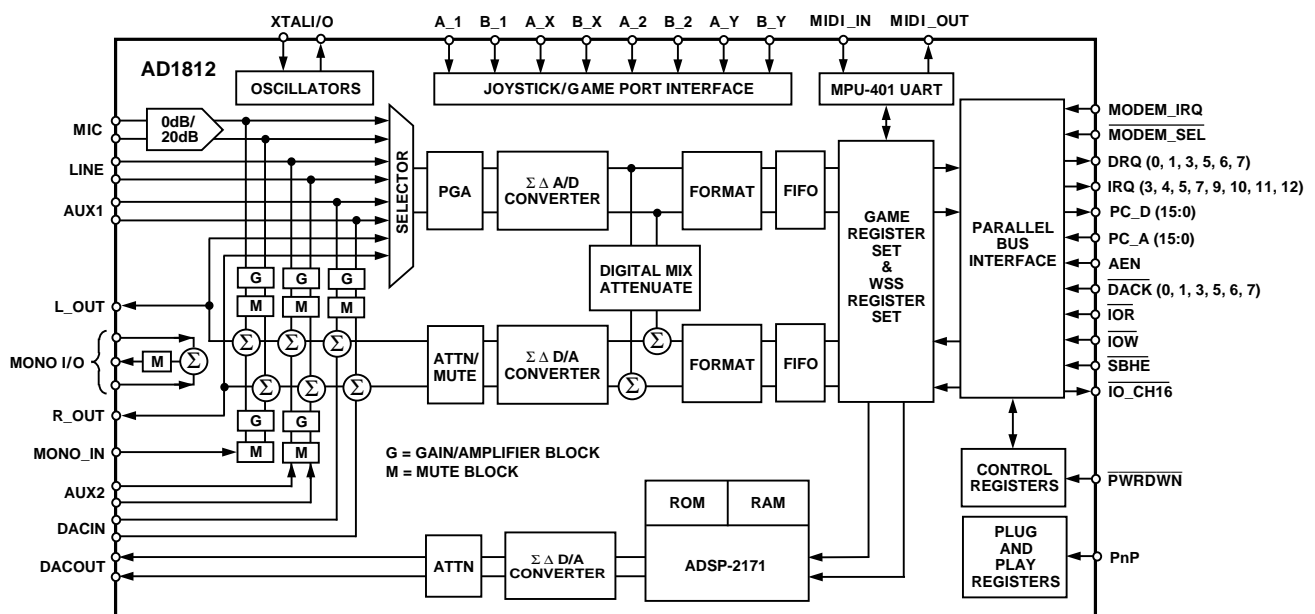 XTALI/O
A_1 B_1 A_X B_X A_2 B_2 A_Y B_Y
MIDI_IN MIDI_OUT
AD1812
OSCILLATORS
JOYSTICK/GAME PORT INTERFACE
MPU-401 UART
MIC
0dB/
20dB
LINE
AUX1
SELECTOR
PGA
Σ Δ A/D
CONVERTER
FORMAT
FIFO
DIGITAL MIX
ATTENUATE
GAME
REGISTER
SET
&
WSS
REGISTER
SET
PARALLEL
BUS
INTERFACE
MODEM_IRQ
MODEM_SEL
DRQ (0, 1, 3, 5, 6, 7)
IRQ (3, 4, 5, 7, 9, 10, 11, 12)
PC_D (15:0)
PC_A (15:0)
AEN
DACK (0, 1, 3, 5, 6, 7)
IOR
IOW
SBHE
IO_CH16
G G G
M M M
L_OUT
Σ Σ Σ
MONO I/O
M Σ
Σ Σ Σ
R_OUT
G G
M M
MONO_IN
AUX2
DACIN
DACOUT
ATTN/
MUTE
Σ Δ D/A
CONVERTER
Σ
Σ
FORMAT
FIFO
G = GAIN/AMPLIFIER BLOCK
M = MUTE BLOCK
CONTROL
REGISTERS
PWRDWN
PLUG
AND
PLAY
REGISTERS
PnP
ROM RAM
ADSP-2171
ATTN
Σ Δ D/A
CONVERTER